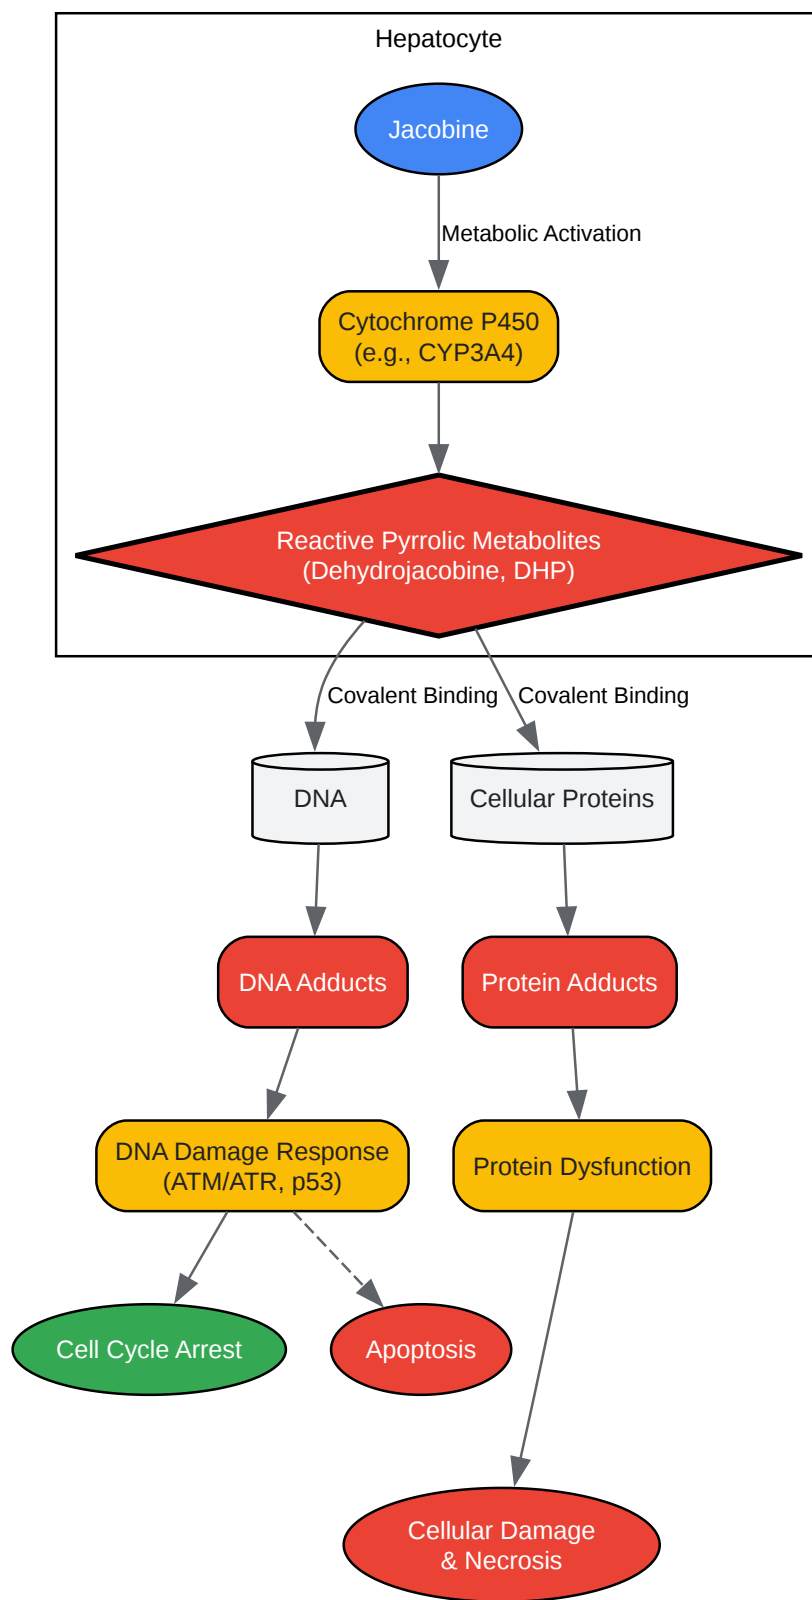 Hepatocyte
Jacobine
Metabolic Activation
Cytochrome P450
(e.g., CYP3A4)
Reactive Pyrrolic Metabolites
(Dehydrojacobine, DHP)
Covalent Binding
Covalent Binding
DNA
Cellular Proteins
DNA Adducts
Protein Adducts
DNA Damage Response
(ATM/ATR, p53)
Protein Dysfunction
Cell Cycle Arrest
Apoptosis
Cellular Damage
& Necrosis